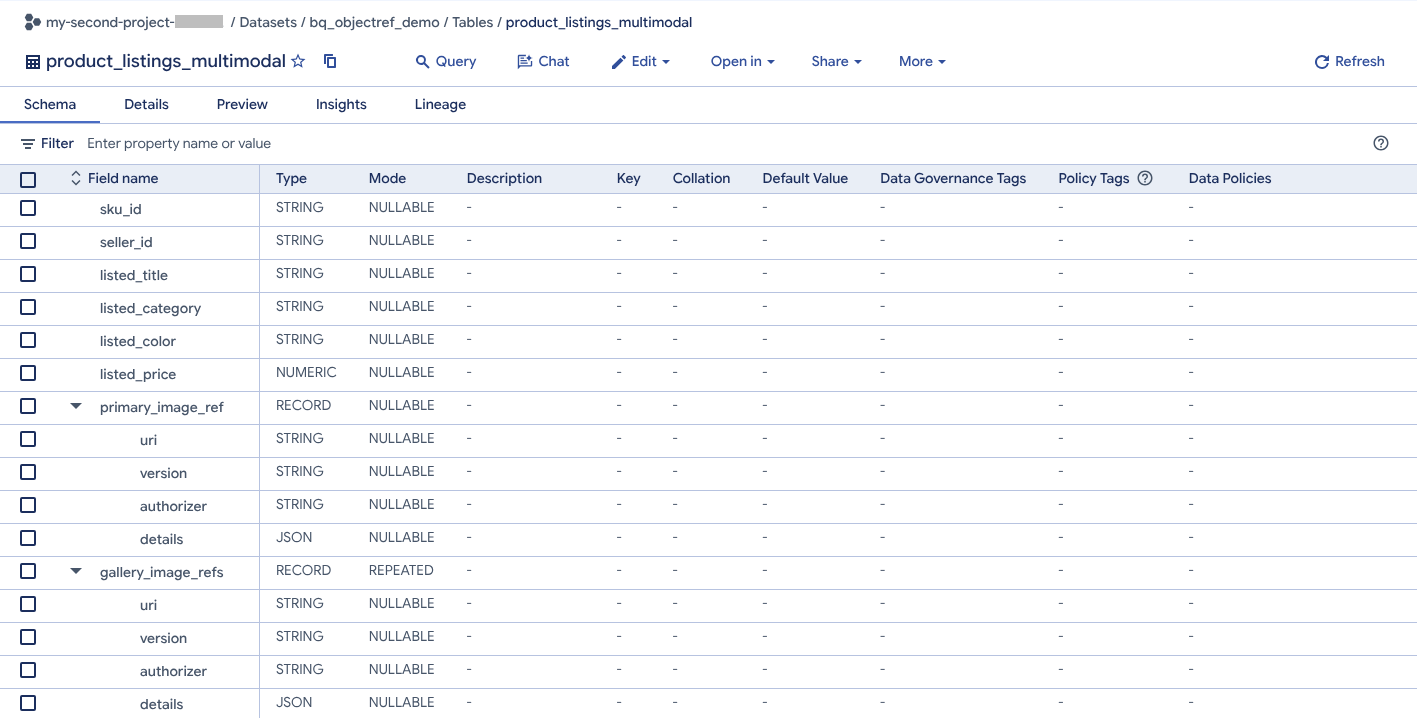 my-second-project- / Datasets / bq_objectref_demo / Tables / product_listings_multimodal
product_listings_multimodal Query Chat Edit Open in Share More Refresh
Schema Details Preview Insights Lineage
Filter Enter property name or value
Field name Type Mode Description Key Collation Default Value Data Governance Tags Policy Tags Data Policies
sku_id STRING NULLABLE - - - - - - -
seller_id STRING NULLABLE - - - - - - -
listed_title STRING NULLABLE - - - - - - -
listed_category STRING NULLABLE - - - - - - -
listed_color STRING NULLABLE - - - - - - -
listed_price NUMERIC NULLABLE - - - - - - -
primary_image_ref RECORD NULLABLE - - - - - - -
uri STRING NULLABLE - - - - - - -
version STRING NULLABLE - - - - - - -
authorizer STRING NULLABLE - - - - - - -
details JSON NULLABLE - - - - - - -
gallery_image_refs RECORD REPEATED - - - - - - -
uri STRING NULLABLE - - - - - - -
version STRING NULLABLE - - - - - - -
authorizer STRING NULLABLE - - - - - - -
details JSON NULLABLE - - - - - - -